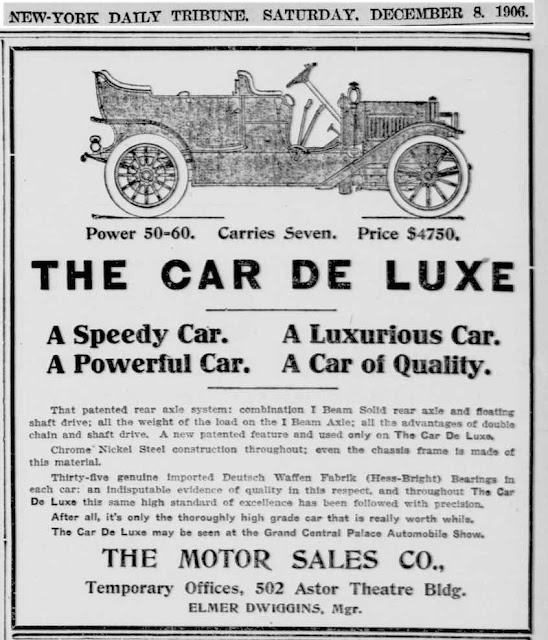 NEW-YORK DAILY TRIBUNE, SATURDAY, DECEMBER 8, 1906.
Power 50=60. Carries Seven. Price $4750.
THE CAR DE LUXE
A Speedy Car. A Luxurious Car.
A Powerful Car. A Car of Quality.
That patented rear axle system: combination I Beam Solid rear axle and floating
shaft drive; all the weight of the load on the I Beam Axle; all the advantages of double
chain and shaft drive. A new patented feature and used only on The Car De Luxe.
Chrome Nickel Steel construction throughout; even the chassis frame is made of
this material.
Thirty-five genuine imported Deutsch Waffen Fabrik (Hess-Bright) Bearings in
each car: an indisputable evidence of quality in this respect, and throughout The Car
De Luxe this same high standard of excellence has been followed with precision.
After all, it's only the thoroughly high grade car that is really worth while.
The Car De Luxe may be seen at the Grand Central Palace Automobile Show.
THE MOTOR SALES CO.,
Temporary Offices, 502 Astor Theatre Bldg.
ELMER DWIGGINS, Mgr.